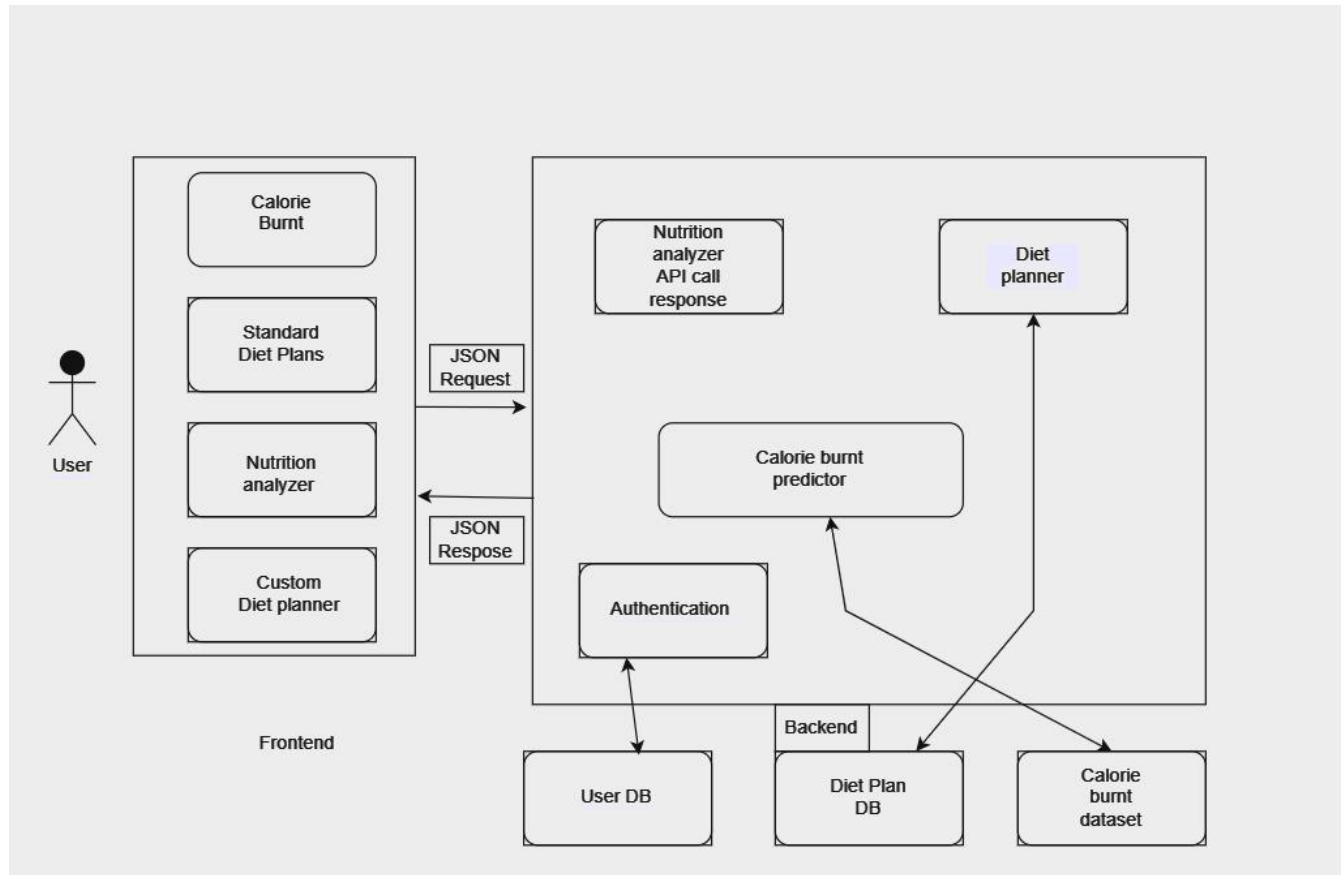 Calorie
Burnt
Standard
Diet Plans
Nutrition
analyzer
Custom
Diet planner
User
Frontend
JSON
Request
JSON
Respose
Nutrition
analyzer
API call
response
Diet
planner
Calorie burnt
predictor
Authentication
Backend
User DB
Diet Plan
DB
Calorie
burnt
dataset